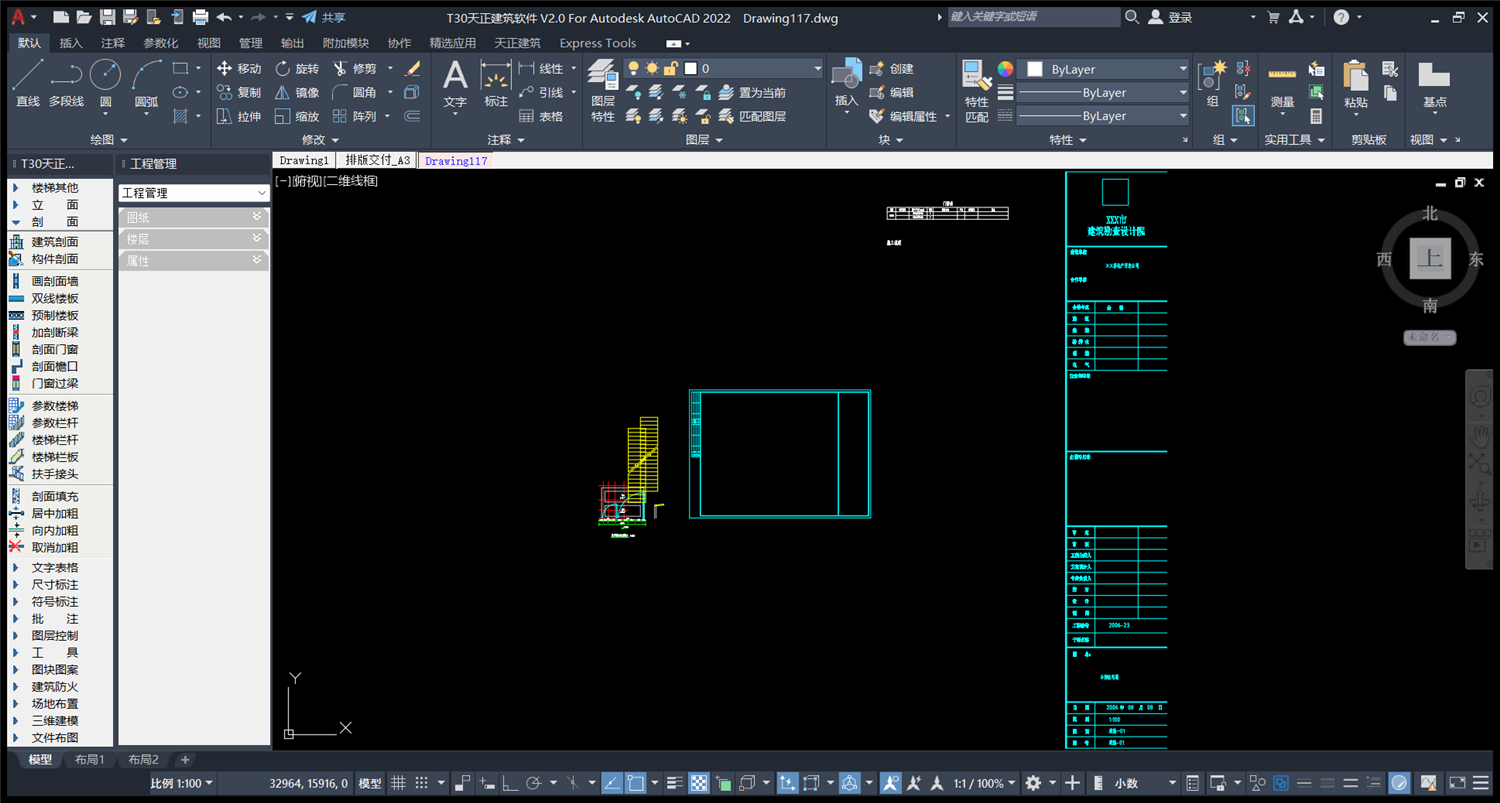 共享
T30天正建筑软件 V2.0 For Autodesk AutoCAD 2022 Drawing117.dwg
键入关键字或短语
登录
默认 插入 注释 参数化 视图 管理 输出 附加模块 协作 精选应用 天正建筑 Express Tools
直线 多段线 圆 圆弧
移动 旋转 修剪
复制 镜像 圆角
拉伸 缩放 阵列
文字 标注
线性
引线
表格
图层特性
0
置为当前
匹配图层
插入
创建
编辑
编辑属性
特性匹配
ByLayer
ByLayer
ByLayer
组
测量
粘贴
基点
绘图 修改 注释 图层 块 特性 组 实用工具 剪贴板 视图
T30天正...
工程管理
Drawing1 排版交付_A3 Drawing117
楼梯其他
立 面
剖 面
建筑剖面
构件剖面
画剖面墙
双线楼板
预制楼板
加剖断梁
剖面门窗
剖面檐口
门窗过梁
参数楼梯
参数栏杆
楼梯栏杆
楼梯栏板
扶手接头
剖面填充
居中加粗
向内加粗
取消加粗
文字表格
尺寸标注
符号标注
批 注
图层控制
工 具
图块图案
建筑防火
场地布置
三维建模
文件布图
工程管理
图纸
楼层
属性
[-][俯视][二维线框]
XXX市
建筑勘查设计院
2006-23
2006 年 08 月 08 日
1:100
北
西 上 东
南
未命名
Y
X
模型 布局1 布局2 +
比例 1:100
32964, 15916, 0
模型
1:1 / 100%
小数